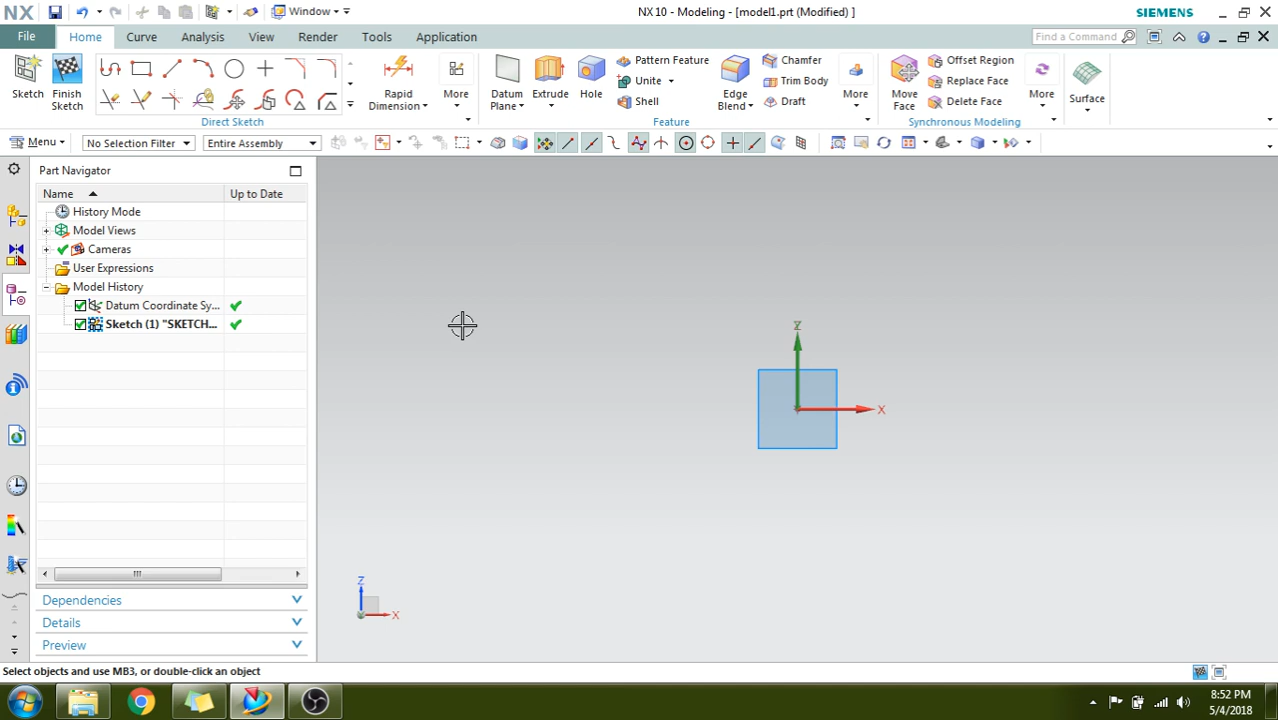 NX Window NX 10 - Modeling - [model1.prt (Modified) ] SIEMENS
File Home Curve Analysis View Render Tools Application Find a Command
Sketch Finish Sketch Rapid Dimension More Datum Plane Extrude Hole Pattern Feature Unite Shell Edge Blend Chamfer Trim Body Draft More Move Face Offset Region Replace Face Delete Face More Surface
Direct Sketch Feature Synchronous Modeling
Menu No Selection Filter Entire Assembly
Part Navigator
Name Up to Date
History Mode
Model Views
Cameras
User Expressions
Model History
Datum Coordinate Sy...
Sketch (1) "SKETCH...
Z
X
Z
X
Dependencies
Details
Preview
Select objects and use MB3, or double-click an object
8:52 PM
5/4/2018